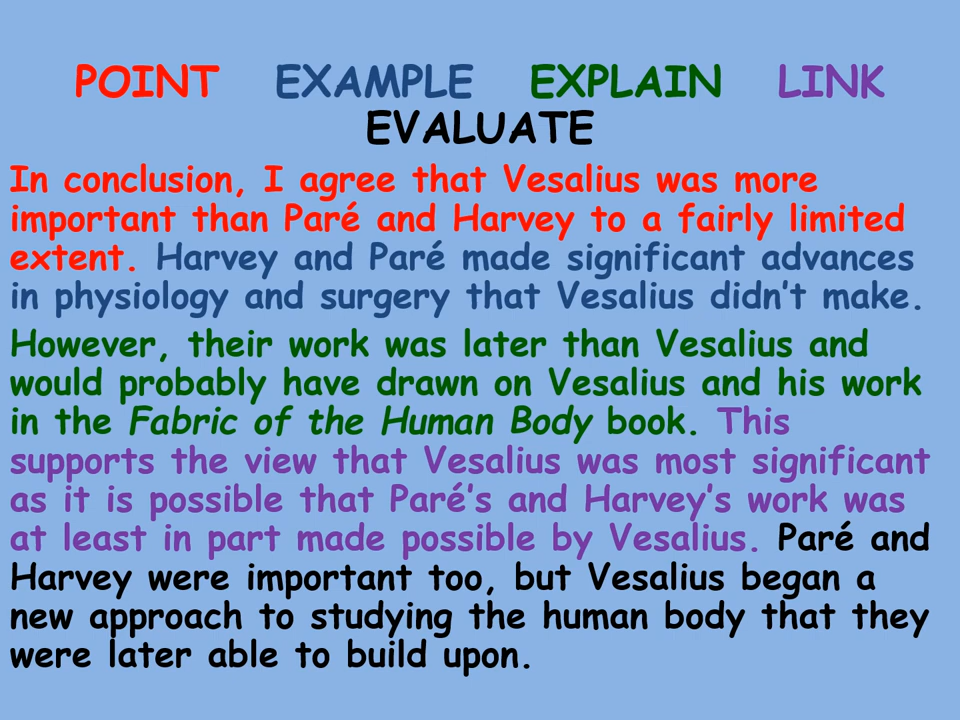 POINT EXAMPLE EXPLAIN LINK
EVALUATE
In conclusion, I agree that Vesalius was more
important than Paré and Harvey to a fairly limited
extent. Harvey and Paré made significant advances
in physiology and surgery that Vesalius didn't make.
However, their work was later than Vesalius and
would probably have drawn on Vesalius and his work
in the Fabric of the Human Body book. This
supports the view that Vesalius was most significant
as it is possible that Paré's and Harvey's work was
at least in part made possible by Vesalius. Paré and
Harvey were important too, but Vesalius began a
new approach to studying the human body that they
were later able to build upon.